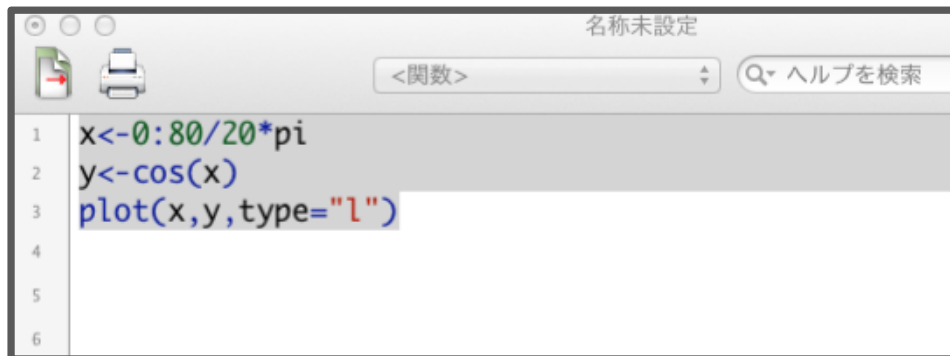 名称未設定
<関数> ヘルプを検索
1 x<-0:80/20*pi
2 y<-cos(x)
3 plot(x,y,type="l")
4
5
6